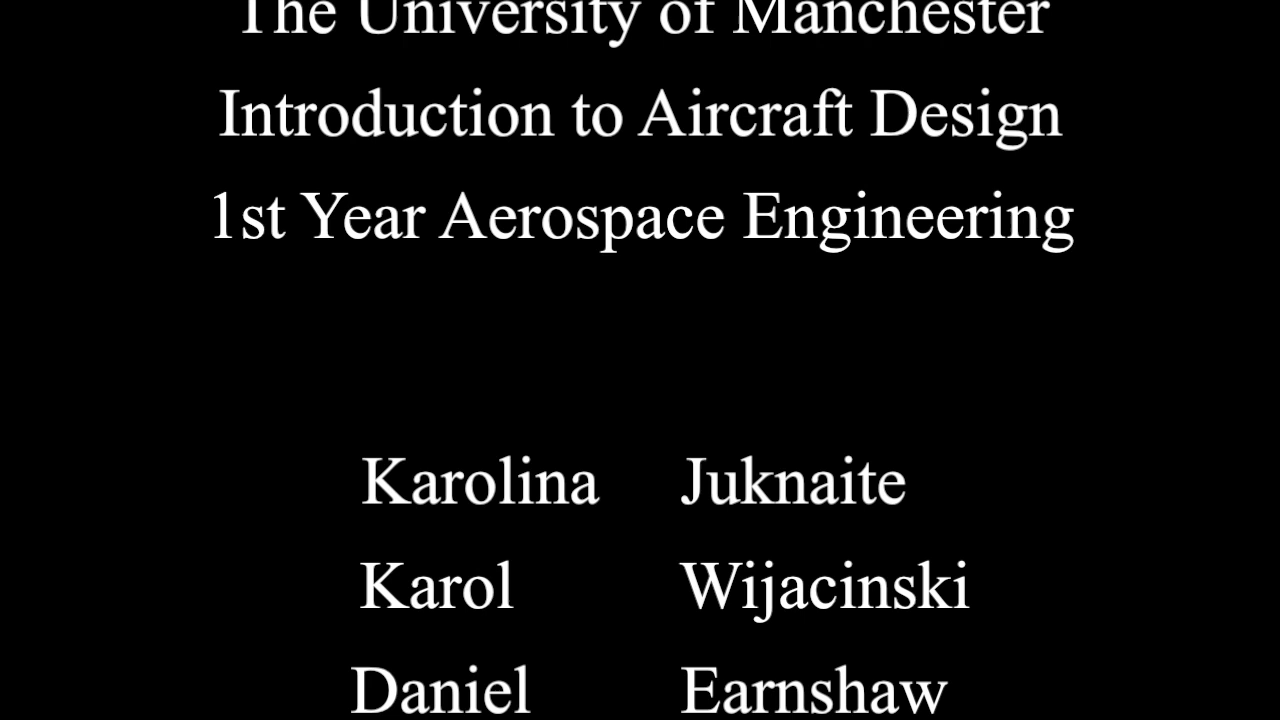 The University of Manchester
Introduction to Aircraft Design
1st Year Aerospace Engineering
Karolina Juknaite
Karol Wijacinski
Daniel Earnshaw